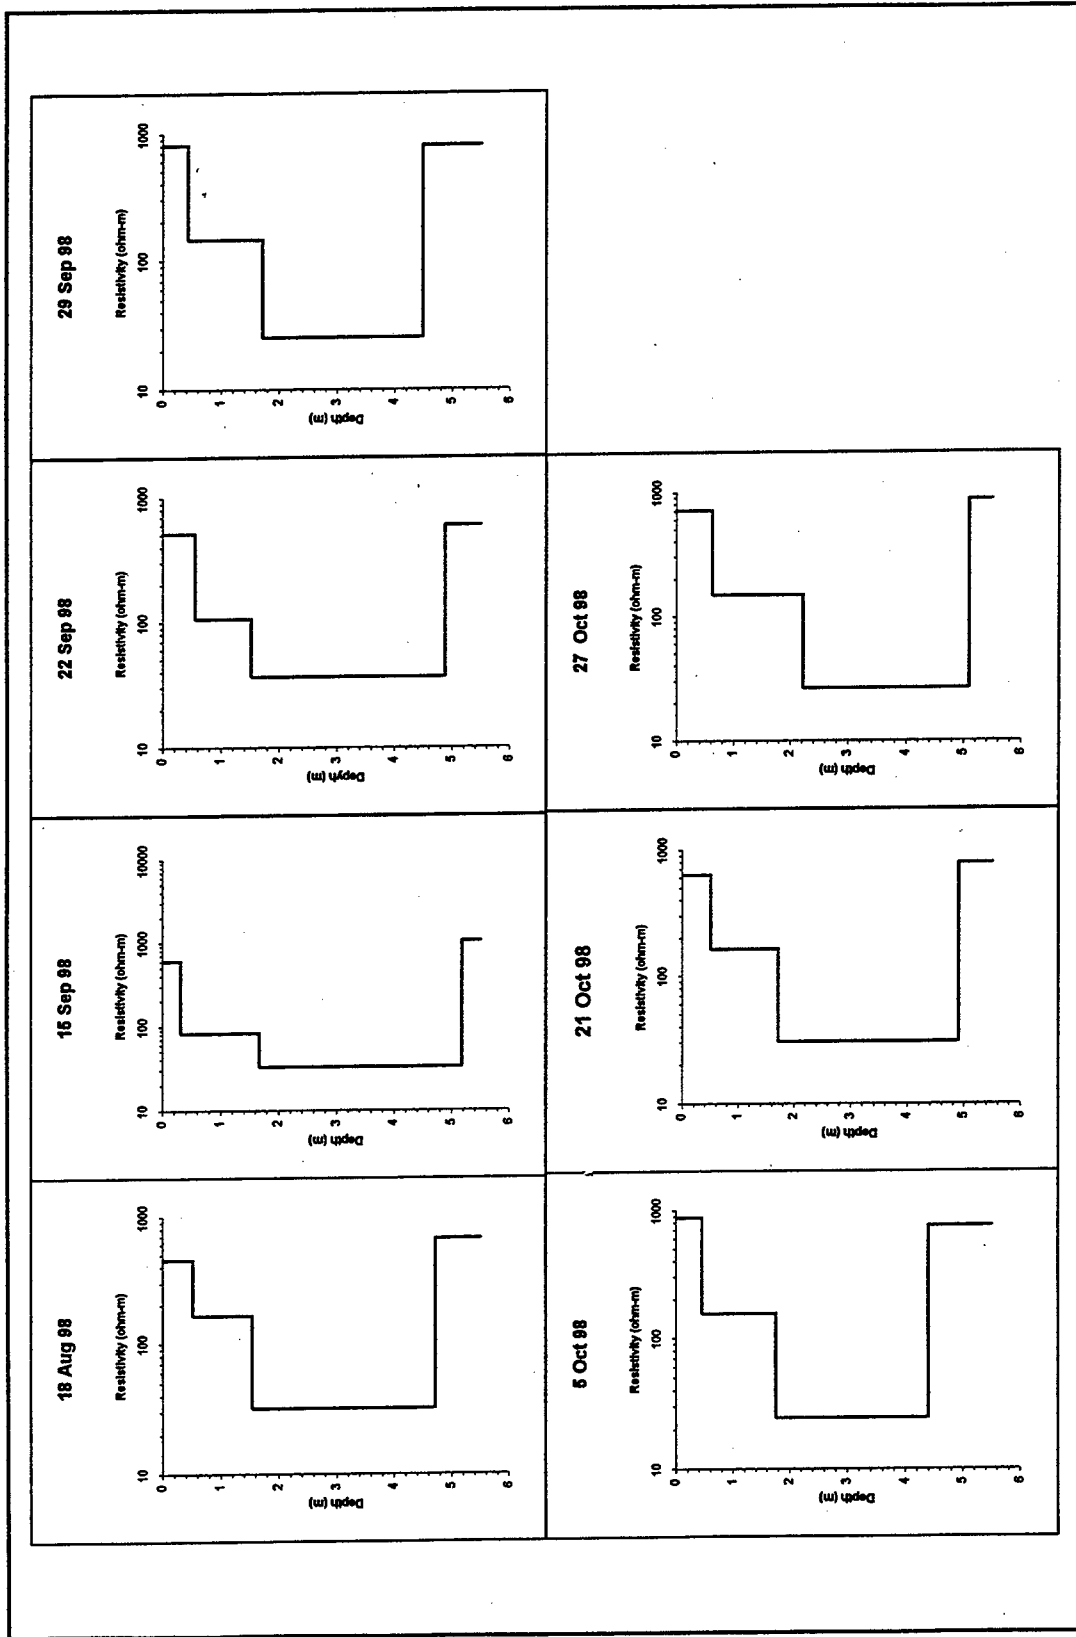 18 Aug 98
Resistivity (ohm-m)
10 100 1000
0
1
2
3
4
5
6
Depth (m)
15 Sep 98
Resistivity (ohm-m)
10 100 1000 10000
0
1
2
3
4
5
6
Depth (m)
22 Sep 98
Resistivity (ohm-m)
10 100 1000
0
1
2
3
4
5
6
Depyh (m)
29 Sep 98
Resistivity (ohm-m)
10 100 1000
0
1
2
3
4
5
6
Depth (m)
5 Oct 98
Resistivity (ohm-m)
10 100 1000
0
1
2
3
4
5
6
Depth (m)
21 Oct 98
Resistivity (ohm-m)
10 100 1000
0
1
2
3
4
5
6
Depth (m)
27 Oct 98
Resistivity (ohm-m)
10 100 1000
0
1
2
3
4
5
6
Depth (m)